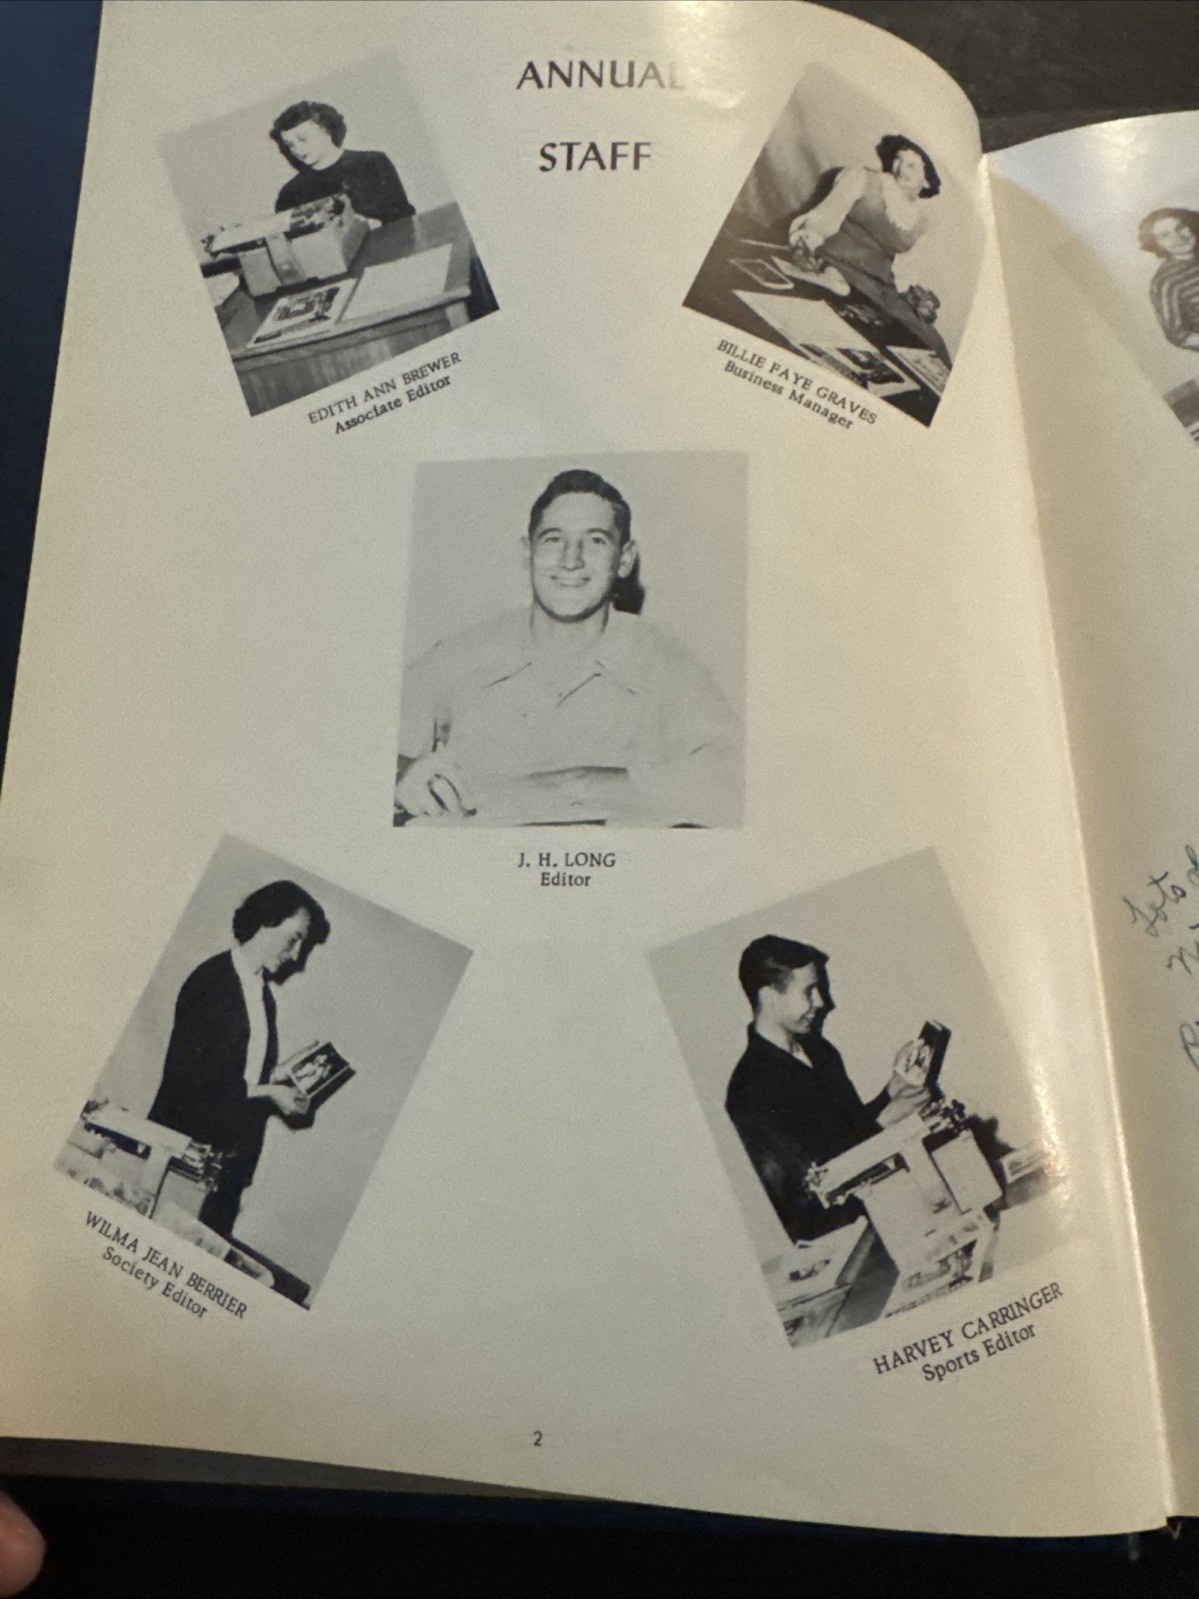 ANNUAL
STAFF
EDITH ANN BREWER
Associate Editor
BILLIE FAYE GRAVES
Business Manager
J. H. LONG
Editor
WILMA JEAN BERRIER
Society Editor
HARVEY CARRINGER
Sports Editor
2
Lots